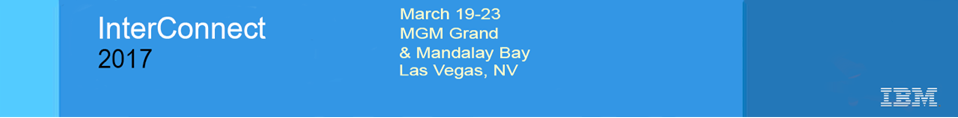 InterConnect
2017
March 19-23
MGM Grand
& Mandalay Bay
Las Vegas, NV
IBM